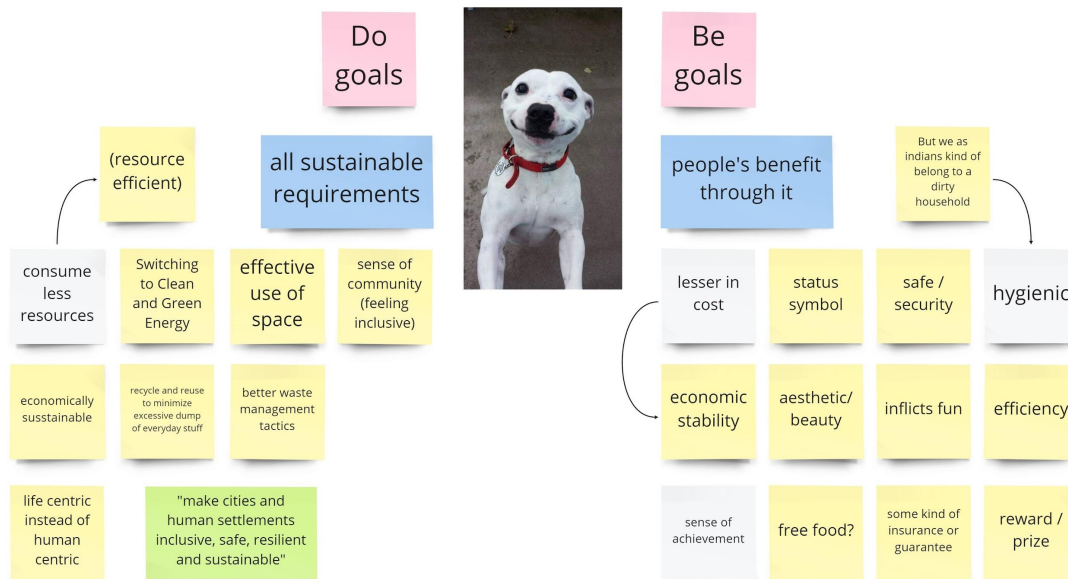 Do
goals
Be
goals
(resource
efficient)
all sustainable
requirements
people's benefit
through it
But we as
indians kind of
belong to a
dirty
household
consume
less
resources
Switching
to Clean
and Green
Energy
effective
use of
space
sense of
community
(feeling
inclusive)
lesser in
cost
status
symbol
safe /
security
hygienic
economically
susstainable
recycle and reuse
to minimize
excessive dump
of everyday stuff
better waste
management
tactics
economic
stability
aesthetic/
beauty
inflicts fun
efficiency
life centric
instead of
human
centric
"make cities and
human settlements
inclusive, safe, resilient
and sustainable"
sense of
achievement
free food?
some kind of
insurance or
guarantee
reward /
prize